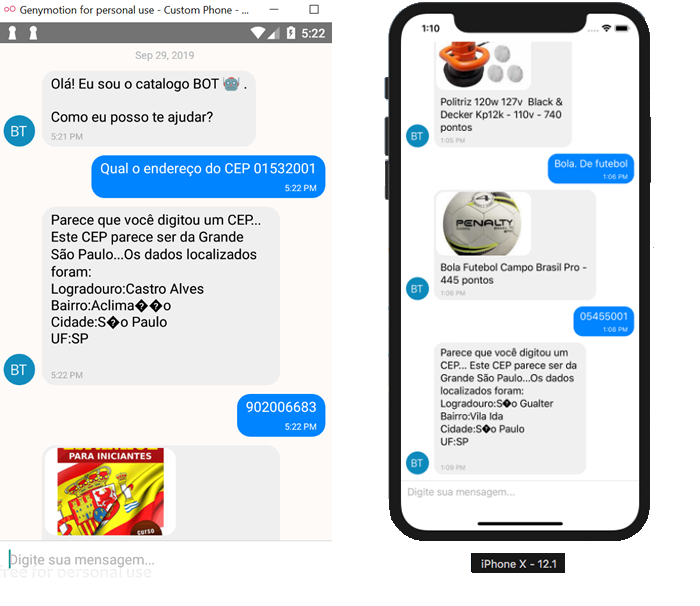 Genymotion for personal use - Custom Phone - ...
5:22
Sep 29, 2019
Olá! Eu sou o catalogo BOT 🤖 .
Como eu posso te ajudar?
5:21 PM
BT
Qual o endereço do CEP 01532001
5:22 PM
Parece que você digitou um CEP...
Este CEP parece ser da Grande
São Paulo...Os dados localizados
foram:
Logradouro:Castro Alves
Bairro:Aclima��o
Cidade:S�o Paulo
UF:SP
5:22 PM
BT
902006683
5:22 PM
PARA INICIANTES
curso
Digite sua mensagem...
free for personal use
1:10
Politriz 120w 127v Black &
Decker Kp12k - 110v - 740
pontos
1:05 PM
BT
Bola. De futebol
1:06 PM
4
PENALTY
Bola Futebol Campo Brasil Pro -
445 pontos
1:06 PM
BT
05455001
1:08 PM
Parece que você digitou um
CEP... Este CEP parece ser da
Grande São Paulo...Os dados
localizados foram:
Logradouro:S�o Gualter
Bairro:Vila Ida
Cidade:S�o Paulo
UF:SP
1:09 PM
BT
Digite sua mensagem...
iPhone X - 12.1